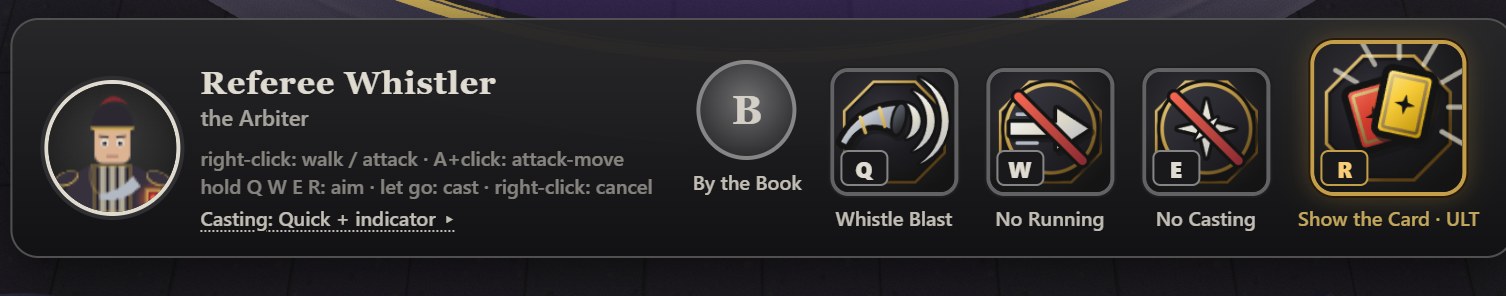 Referee Whistler
the Arbiter
right-click: walk / attack · A+click: attack-move
hold Q W E R: aim · let go: cast · right-click: cancel
Casting: Quick + indicator ▸
B
By the Book
Q
Whistle Blast
W
No Running
E
No Casting
R
Show the Card · ULT